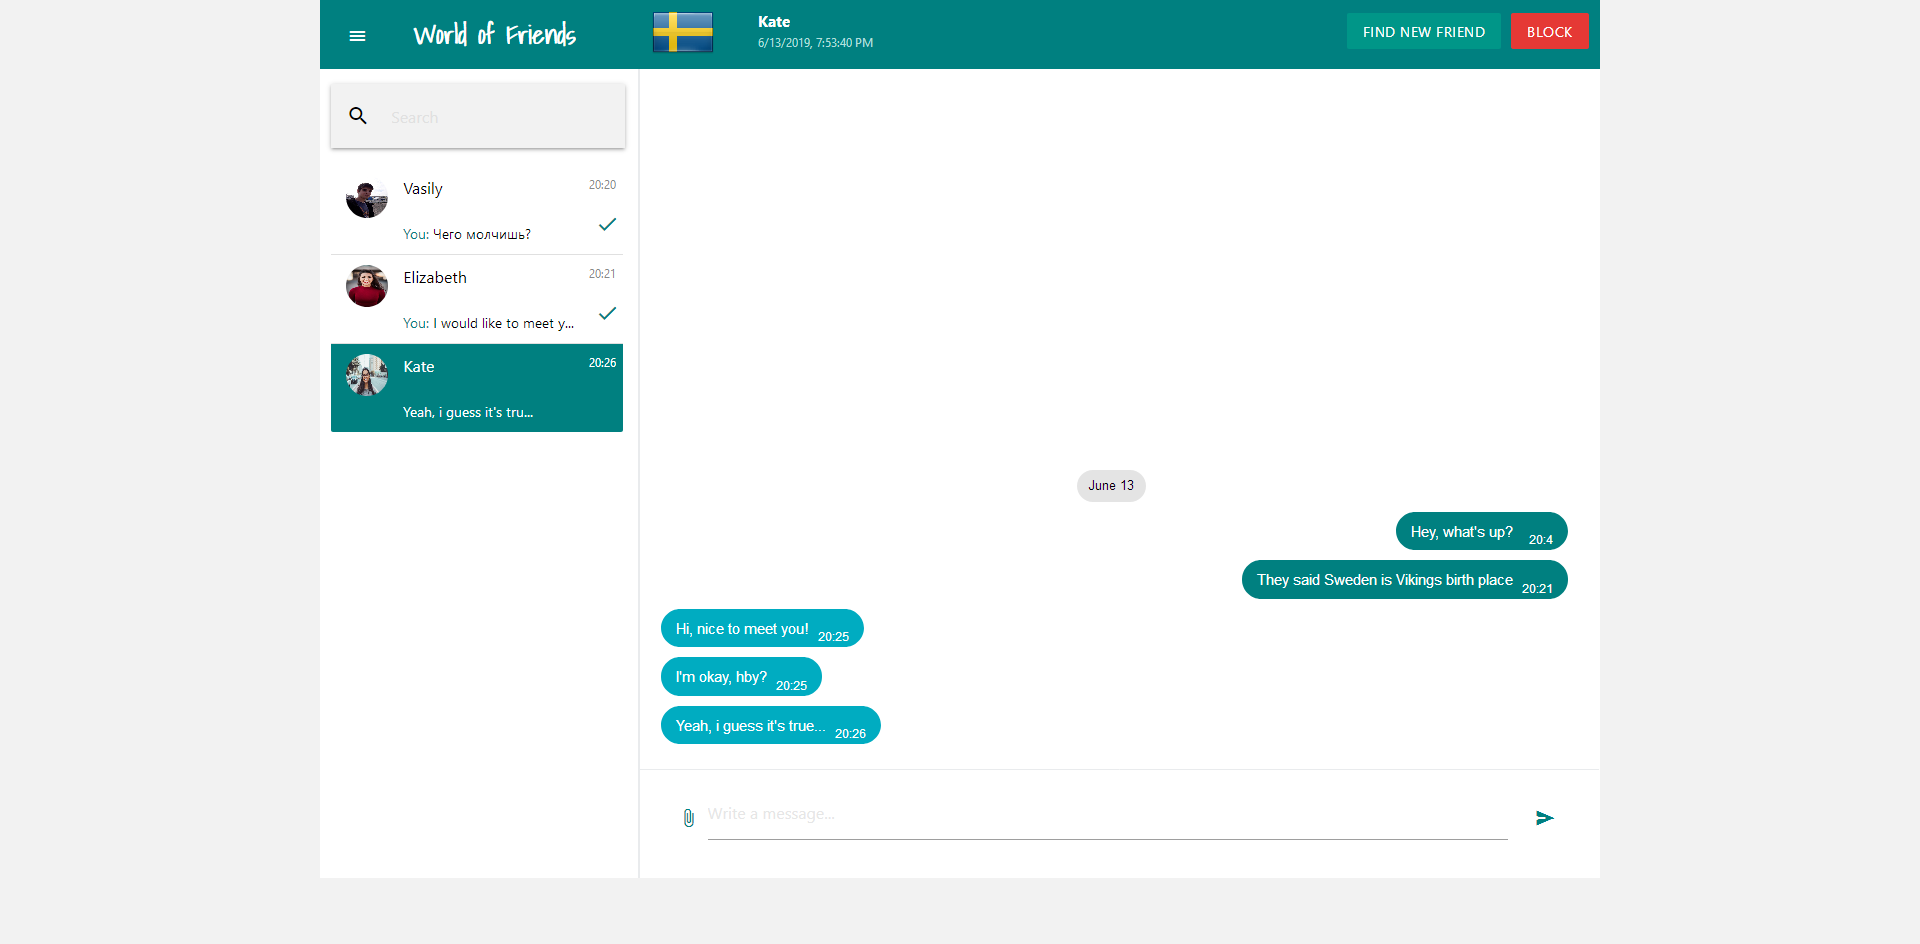 World of Friends
Kate
6/13/2019, 7:53:40 PM
FIND NEW FRIEND
BLOCK
Search
Vasily
20:20
You: Чего молчишь?
Elizabeth
20:21
You: I would like to meet y...
Kate
20:26
Yeah, i guess it's tru...
June 13
Hey, what's up? 20:4
They said Sweden is Vikings birth place 20:21
Hi, nice to meet you! 20:25
I'm okay, hby? 20:25
Yeah, i guess it's true... 20:26
Write a message...